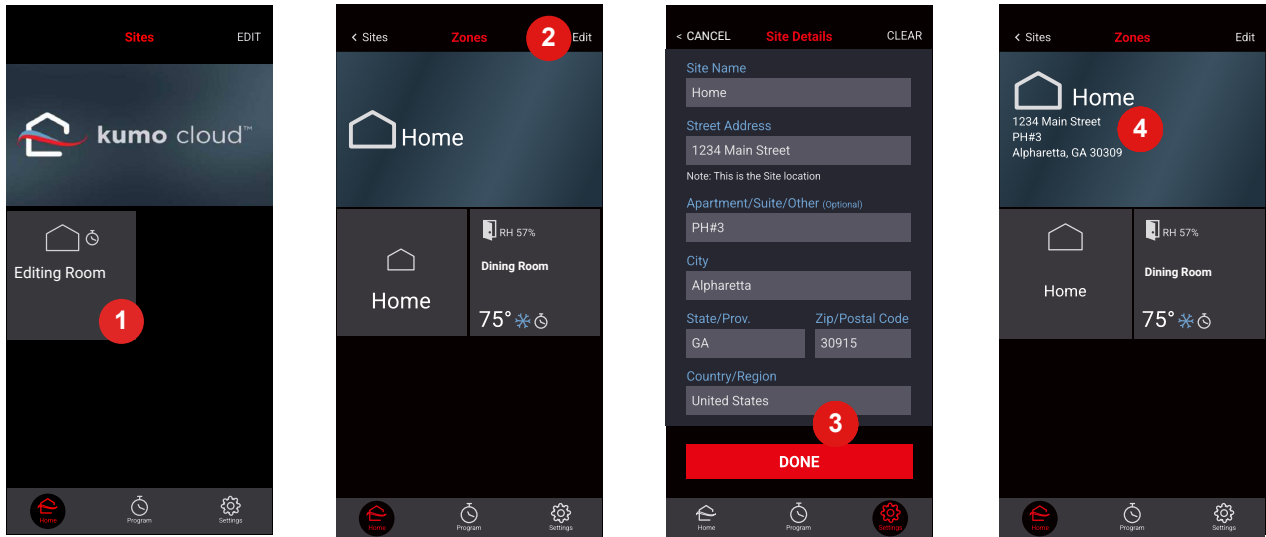 Sites
EDIT
kumo cloud™
Editing Room
1
Home
Program
Settings
< Sites
Zones
2
Edit
Home
Home
RH 57%
Dining Room
75°
Home
Program
Settings
< CANCEL
Site Details
CLEAR
Site Name
Home
Street Address
1234 Main Street
Note: This is the Site location
Apartment/Suite/Other (Optional)
PH#3
City
Alpharetta
State/Prov.
Zip/Postal Code
GA
30915
Country/Region
United States
3
DONE
Home
Program
Settings
< Sites
Zones
Edit
Home
1234 Main Street
PH#3
Alpharetta, GA 30309
4
Home
RH 57%
Dining Room
75°
Home
Program
Settings